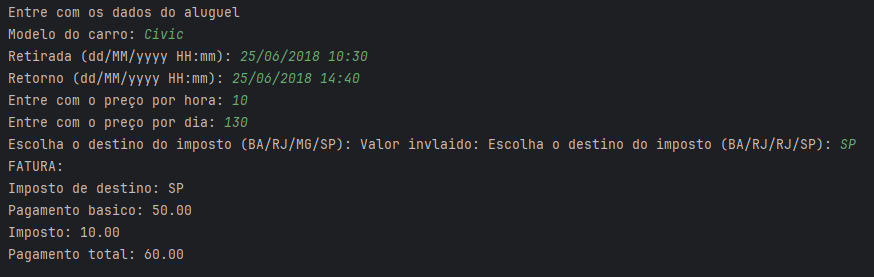 Entre com os dados do aluguel
Modelo do carro: Civic
Retirada (dd/MM/yyyy HH:mm): 25/06/2018 10:30
Retorno (dd/MM/yyyy HH:mm): 25/06/2018 14:40
Entre com o preço por hora: 10
Entre com o preço por dia: 130
Escolha o destino do imposto (BA/RJ/MG/SP): Valor invlaido: Escolha o destino do imposto (BA/RJ/RJ/SP): SP
FATURA:
Imposto de destino: SP
Pagamento basico: 50.00
Imposto: 10.00
Pagamento total: 60.00